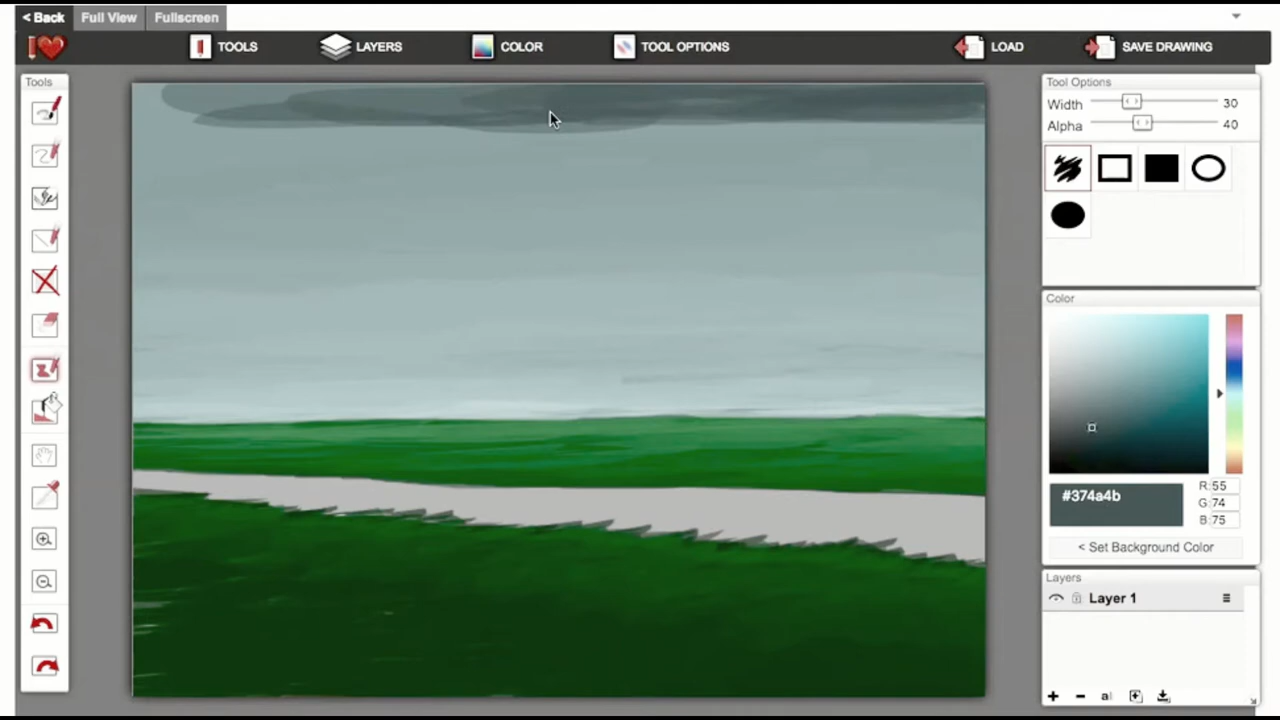 < Back Full View Fullscreen
TOOLS LAYERS COLOR TOOL OPTIONS LOAD SAVE DRAWING
Tools
Tool Options
Width 30
Alpha 40
Color
#374a4b
R: 55
G: 74
B: 75
< Set Background Color
Layers
Layer 1
+ - a